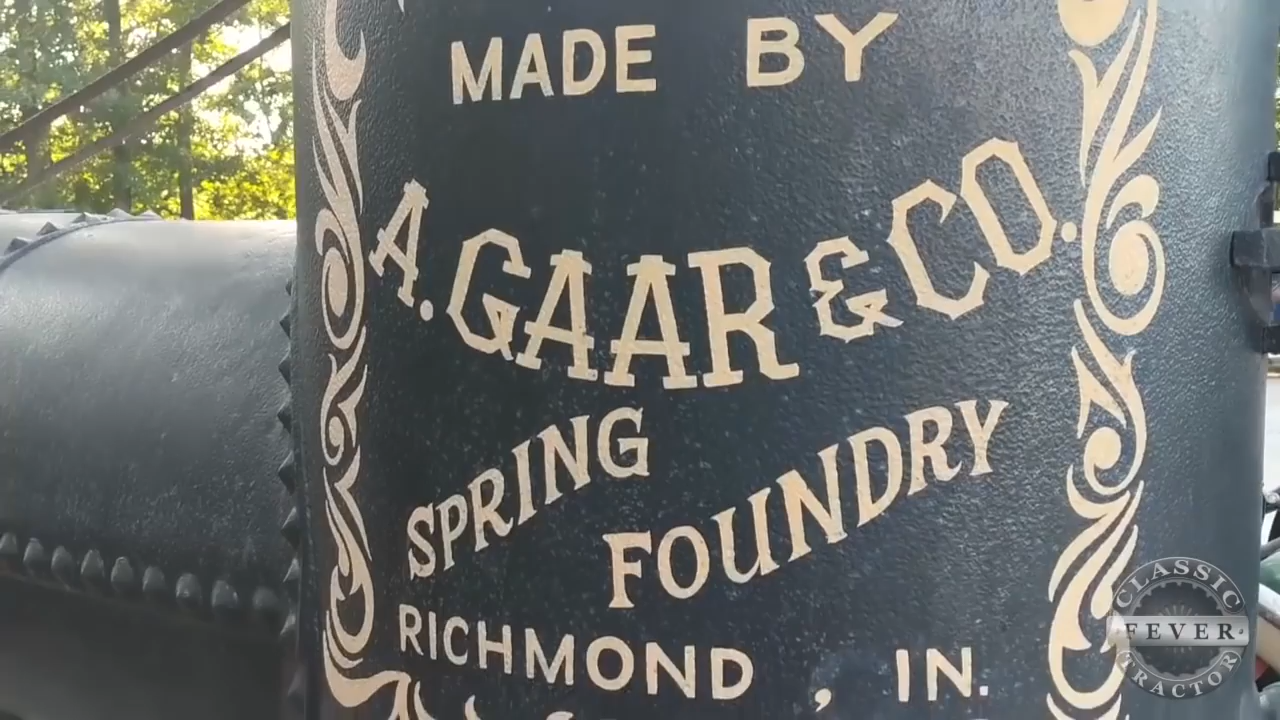 MADE BY
A. GAAR & CO.
SPRING
FOUNDRY
RICHMOND , IN.
CLASSIC
FEVER
TRACTOR